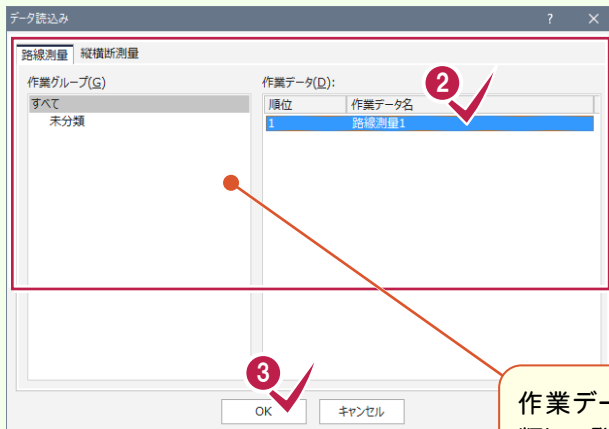 データ読込み ? ×
路線測量 縦横断測量
作業グループ(G) 作業データ(D):
すべて
未分類
順位 作業データ名
1 路線測量1
2
3
OK キャンセル
作業デー